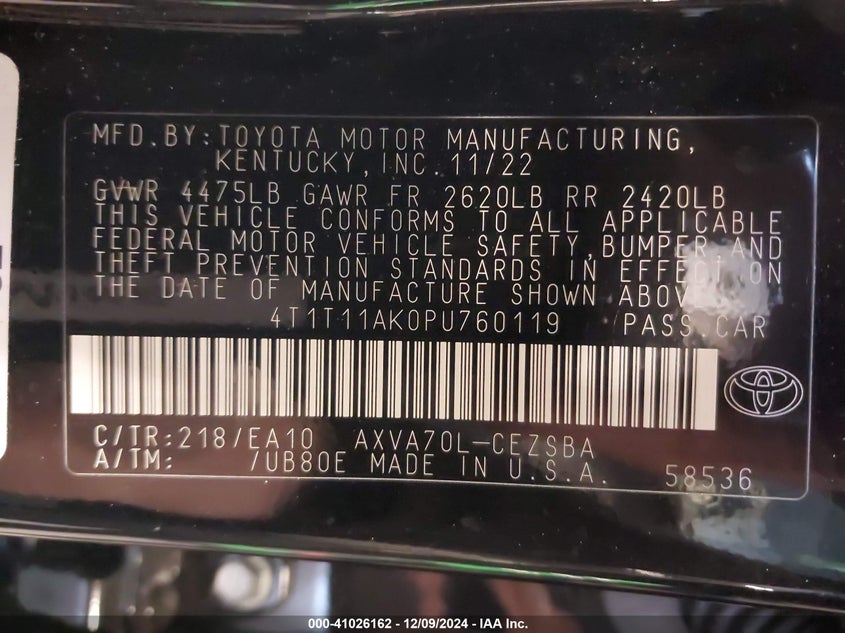 MFD.BY:TOYOTA MOTOR MANUFACTURING,
KENTUCKY,INC.11/22
GVWR 4475LB GAWR FR 2620LB RR 2420LB
THIS VEHICLE CONFORMS TO ALL APPLICABLE
FEDERAL MOTOR VEHICLE SAFETY,BUMPER,AND
THEFT PREVENTION STANDARDS IN EFFECT ON
THE DATE OF MANUFACTURE SHOWN ABOVE
4T1T11AK0PU760119 PASS.CAR
C/TR:218/EA10 AXVA70L-CEZSBA
A/TM: /UB80E MADE IN U.S.A. 58536
000-41026162 - 12/09/2024 - IAA Inc.